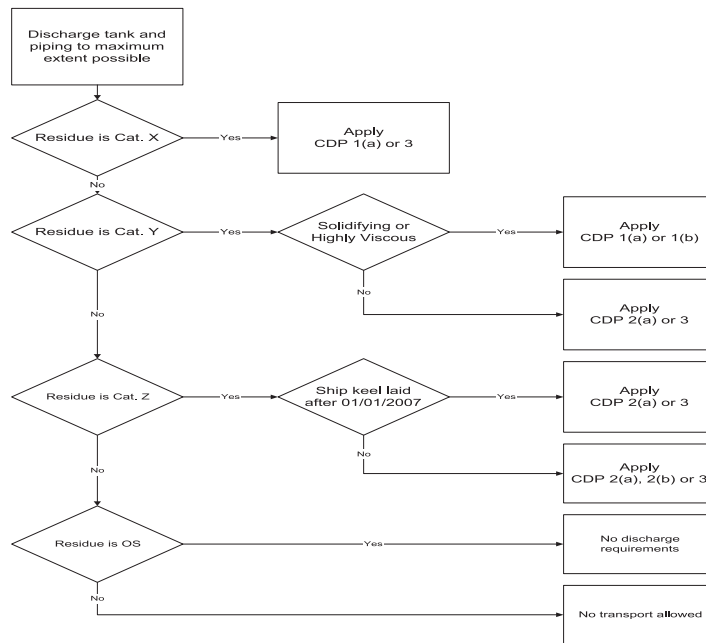 Discharge tank and
piping to maximum
extent possible
Residue is Cat. X
Yes
Apply
CDP 1(a) or 3
No
Residue is Cat. Y
Yes
Solidifying or
Highly Viscous
Yes
Apply
CDP 1(a) or 1(b)
No
Apply
CDP 2(a) or 3
No
Residue is Cat. Z
Yes
Ship keel laid
after 01/01/2007
Yes
Apply
CDP 2(a) or 3
No
Apply
CDP 2(a), 2(b) or 3
No
Residue is OS
Yes
No discharge
requirements
No
No transport allowed